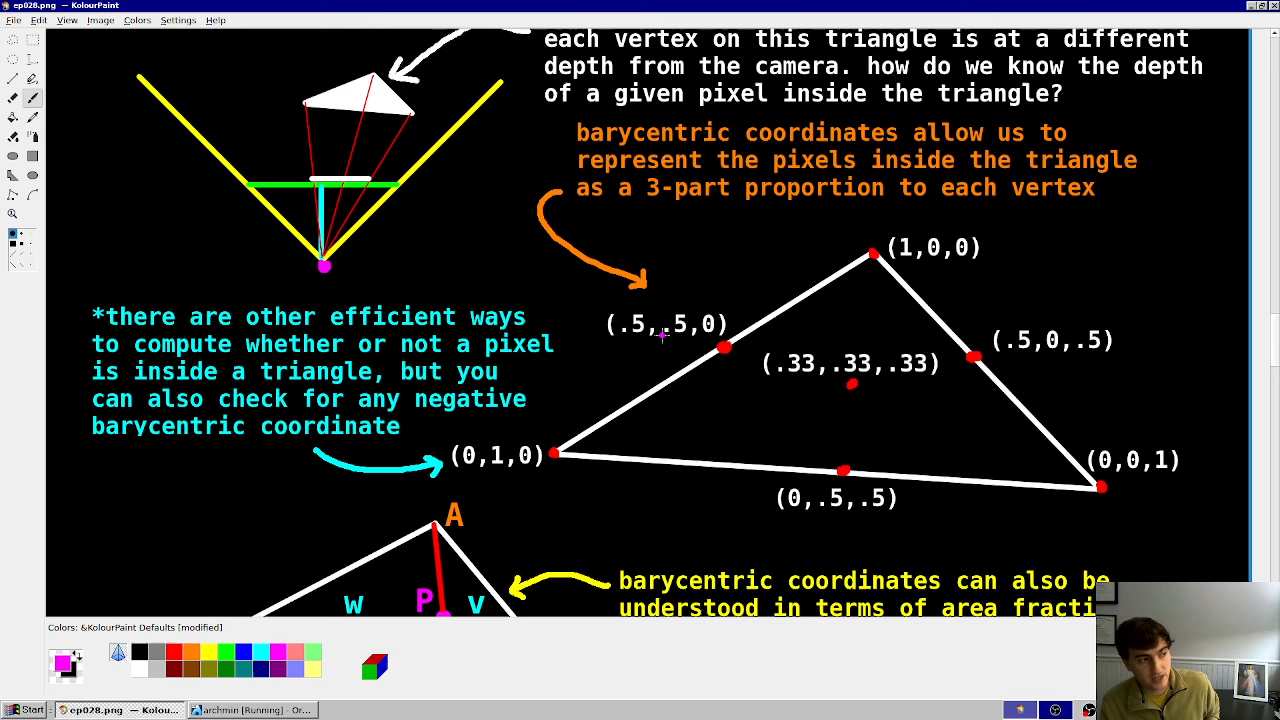 ep028.png — KolourPaint
File Edit View Image Colors Settings Help
each vertex on this triangle is at a different
depth from the camera. how do we know the depth
of a given pixel inside the triangle?
barycentric coordinates allow us to
represent the pixels inside the triangle
as a 3-part proportion to each vertex
(1,0,0)
*there are other efficient ways
to compute whether or not a pixel
is inside a triangle, but you
can also check for any negative
barycentric coordinate
(.5,.5,0)
(.5,0,.5)
(.33,.33,.33)
(0,1,0)
(0,0,1)
(0,.5,.5)
A
P
w
v
barycentric coordinates can also be
understood in terms of area fracti
Colors: &KolourPaint Defaults [modified]
Start
ep028.png — Kolou...
archmin [Running] - Or...